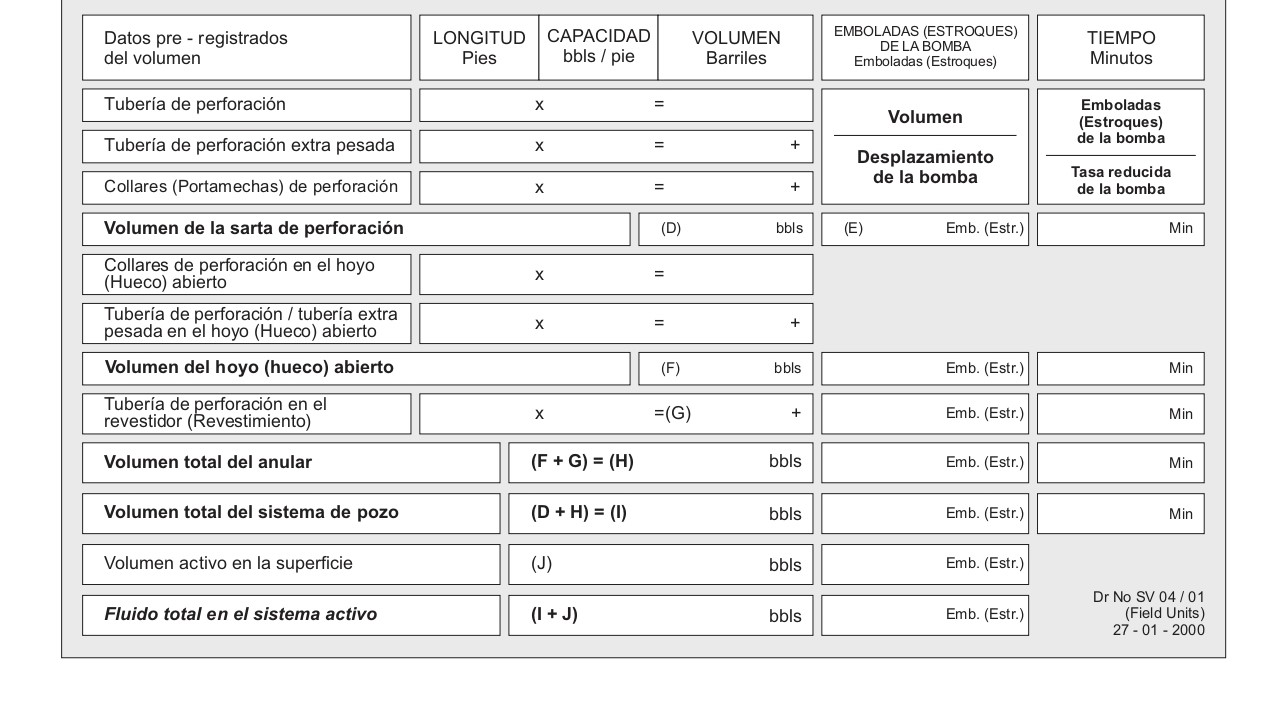 Datos pre - registrados
del volumen
LONGITUD
Pies
CAPACIDAD
bbls / pie
VOLUMEN
Barriles
EMBOLADAS (ESTROQUES)
DE LA BOMBA
Emboladas (Estroques)
TIEMPO
Minutos
Tubería de perforación
x =
Tubería de perforación extra pesada
x = +
Collares (Portamechas) de perforación
x = +
Volumen
Desplazamiento
de la bomba
Emboladas
(Estroques)
de la bomba
Tasa reducida
de la bomba
Volumen de la sarta de perforación
(D) bbls
(E) Emb. (Estr.)
Min
Collares de perforación en el hoyo
(Hueco) abierto
x =
Tubería de perforación / tubería extra
pesada en el hoyo (Hueco) abierto
x = +
Volumen del hoyo (hueco) abierto
(F) bbls
Emb. (Estr.)
Min
Tubería de perforación en el
revestidor (Revestimiento)
x =(G) +
Emb. (Estr.)
Min
Volumen total del anular
(F + G) = (H) bbls
Emb. (Estr.)
Min
Volumen total del sistema de pozo
(D + H) = (I) bbls
Emb. (Estr.)
Min
Volumen activo en la superficie
(J) bbls
Emb. (Estr.)
Fluido total en el sistema activo
(I + J) bbls
Emb. (Estr.)
Dr No SV 04 / 01
(Field Units)
27 - 01 - 2000